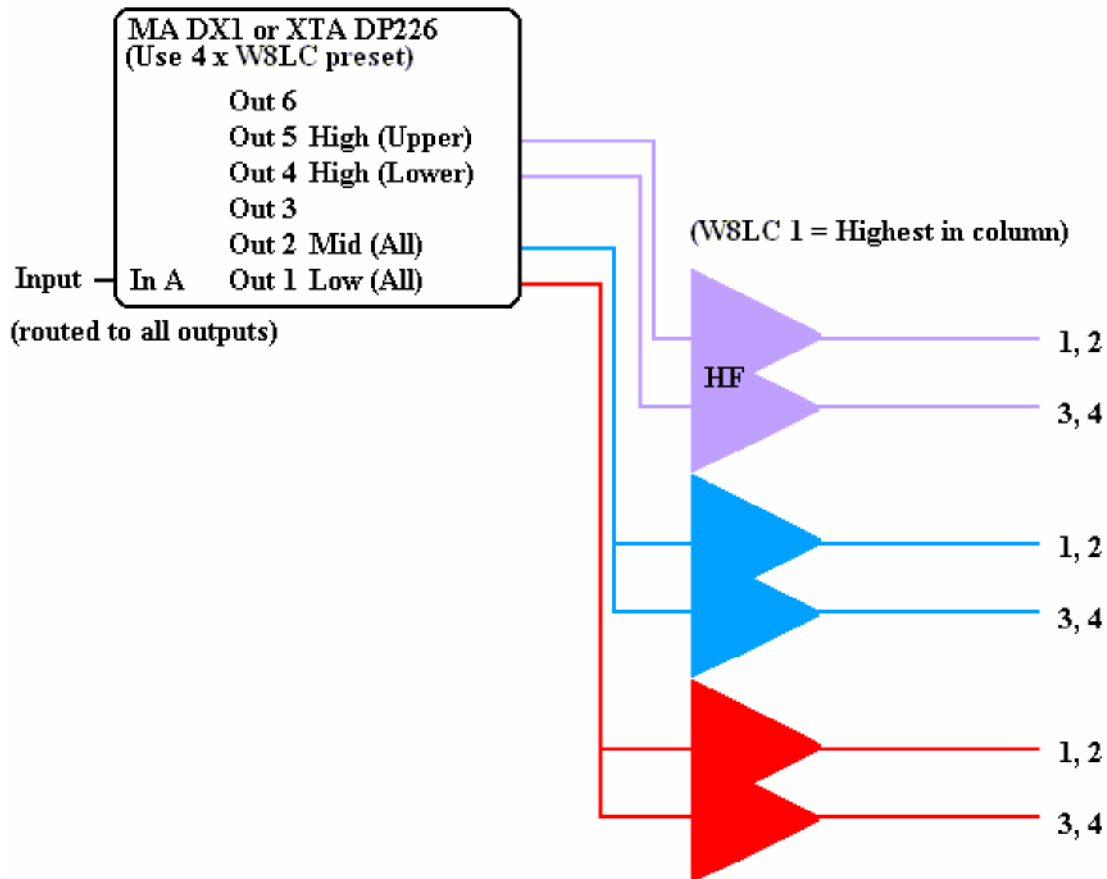 MA DX1 or XTA DP226
(Use 4 x W8LC preset)
Out 6
Out 5 High (Upper)
Out 4 High (Lower)
Out 3
Out 2 Mid (All)
Input
In A
Out 1 Low (All)
(routed to all outputs)
(W8LC 1 = Highest in column)
HF
1, 2
3, 4
1, 2
3, 4
1, 2
3, 4